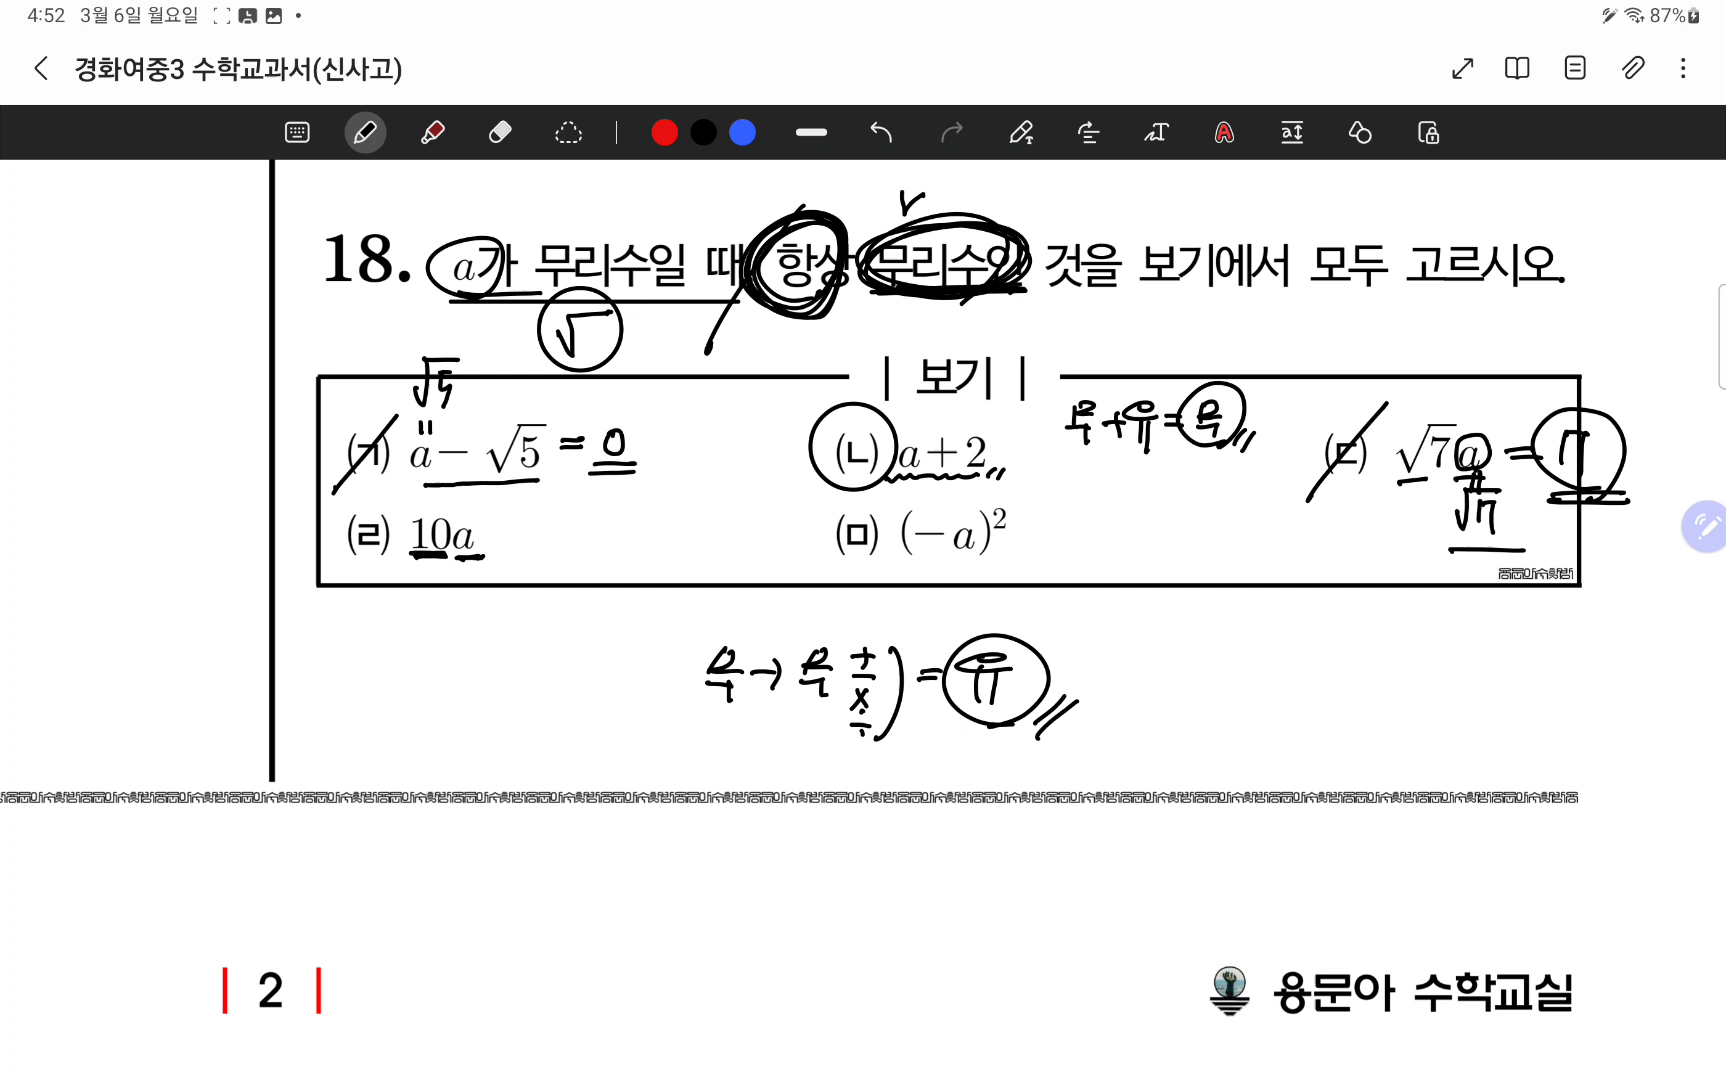 4:52 3월 6일 월요일
87%
경화여중3 수학교과서(신사고)
18. a가 무리수일 때 항상 무리수인 것을 보기에서 모두 고르시오.
√
√5
| 보기 |
(ㄱ) a - √5 = 0
(ㄴ) a + 2
무+유=무
(ㄷ) √7a = 7
√7
(ㄹ) 10a
(ㅁ) (-a)²
무 → 무 + - × ÷ ) = 유
| 2 |
용문아 수학교실